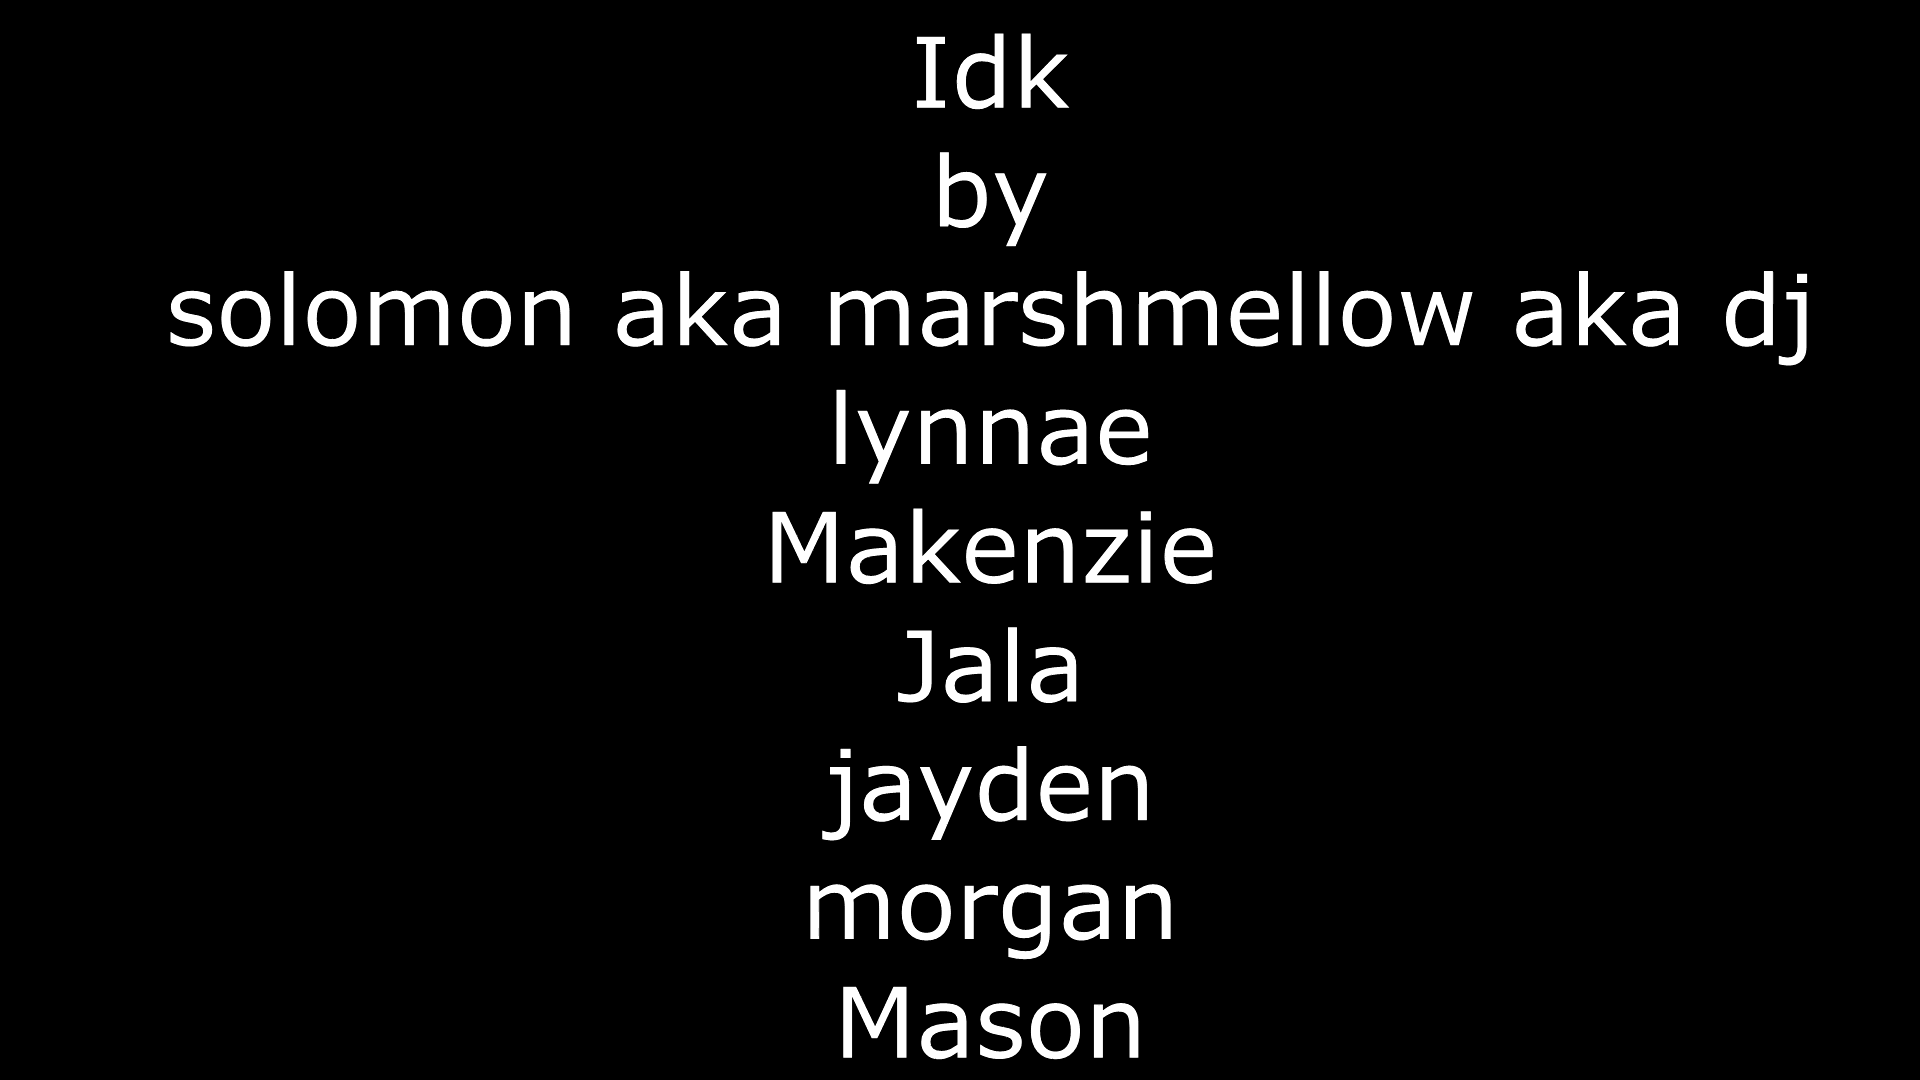 Idk
by
solomon aka marshmellow aka dj
lynnae
Makenzie
Jala
jayden
morgan
Mason